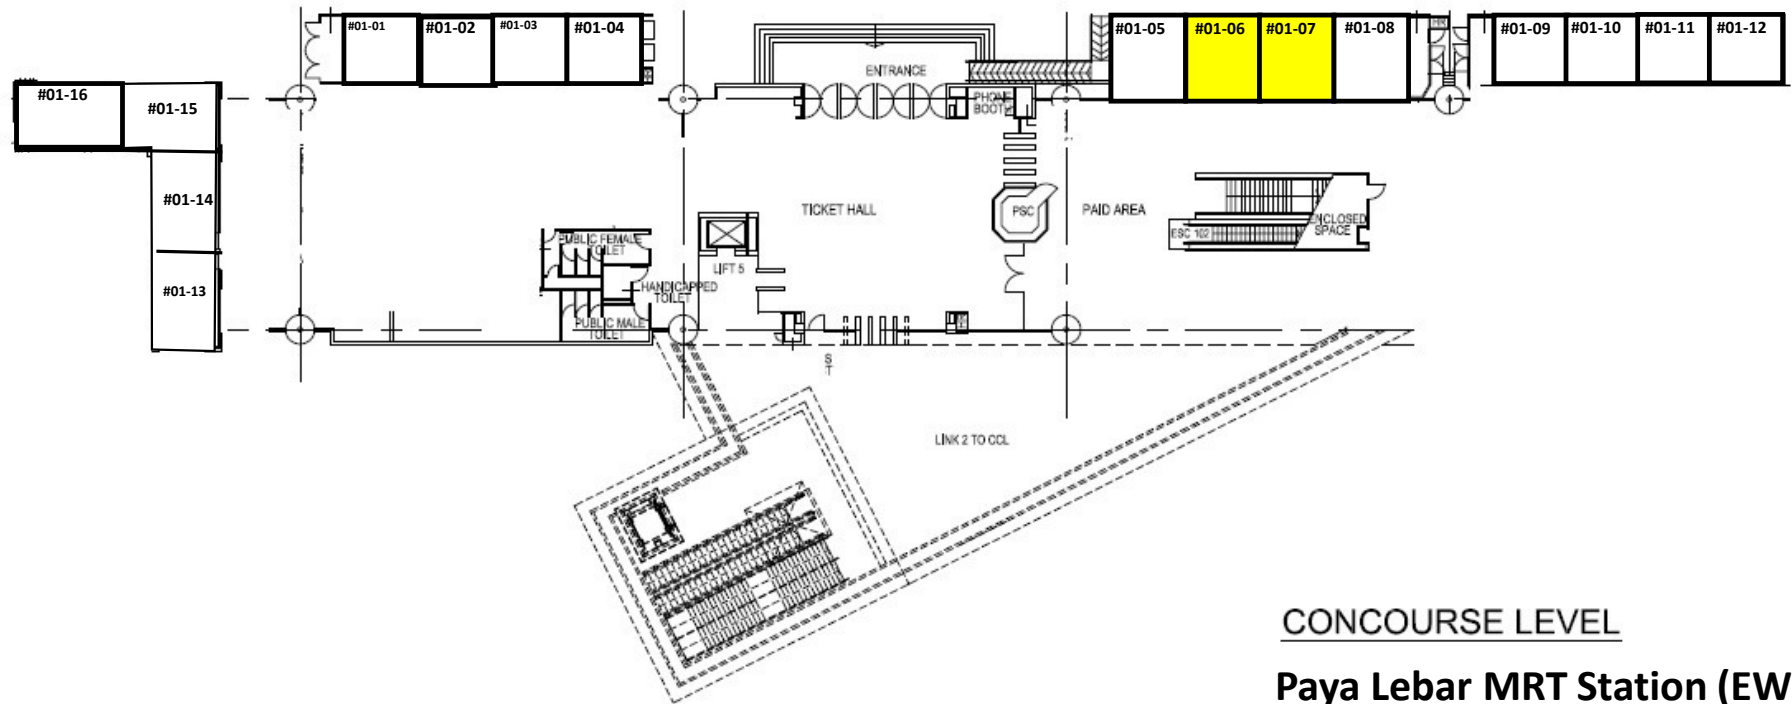 #01-01
#01-02
#01-03
#01-04
#01-05
#01-06
#01-07
#01-08
#01-09
#01-10
#01-11
#01-12
#01-16
#01-15
#01-14
#01-13
ENTRANCE
PHONE
BOOTH
TICKET HALL
PSC
PAID AREA
ESC 102
ENCLOSED
SPACE
PUBLIC FEMALE
TOILET
LIFT 5
HANDICAPPED
TOILET
PUBLIC MALE
TOILET
LINK 2 TO CCL
CONCOURSE LEVEL
Paya Lebar MRT Station (EW